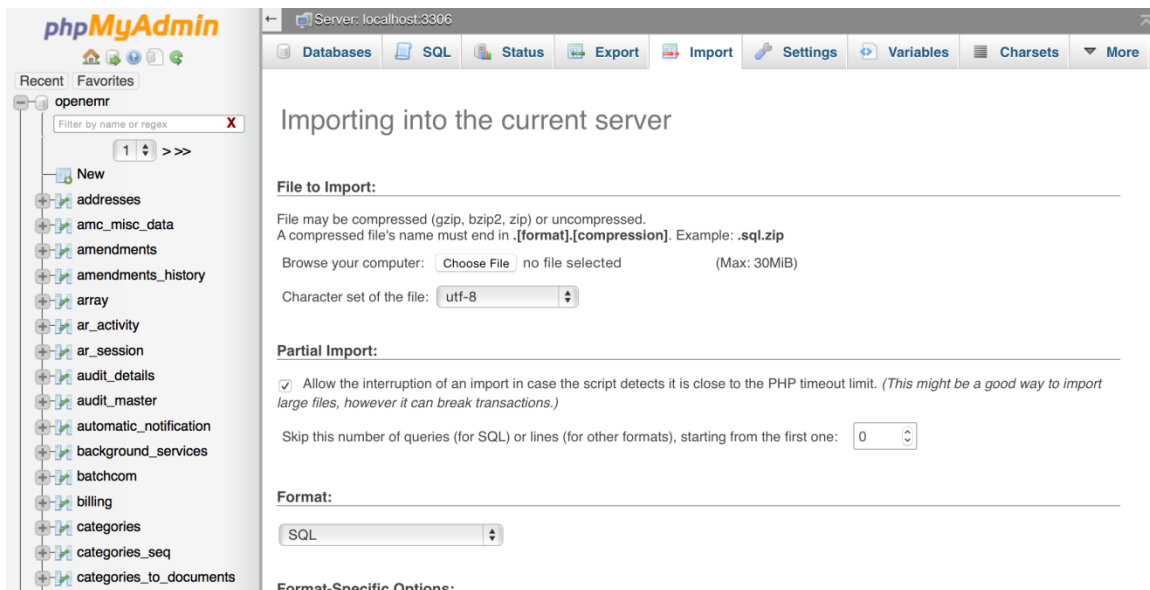 phpMyAdmin
Recent Favorites
openemr
Filter by name or regex X
1 > >>
New
addresses
amc_misc_data
amendments
amendments_history
array
ar_activity
ar_session
audit_details
audit_master
automatic_notification
background_services
batchcom
billing
categories
categories_seq
categories_to_documents
Server: localhost:3306
Databases SQL Status Export Import Settings Variables Charsets More
Importing into the current server
File to Import:
File may be compressed (gzip, bzip2, zip) or uncompressed.
A compressed file's name must end in .[format].[compression]. Example: .sql.zip
Browse your computer: Choose File no file selected (Max: 30MiB)
Character set of the file: utf-8
Partial Import:
Allow the interruption of an import in case the script detects it is close to the PHP timeout limit. (This might be a good way to import
large files, however it can break transactions.)
Skip this number of queries (for SQL) or lines (for other formats), starting from the first one: 0
Format:
SQL
Format-Specific Options: